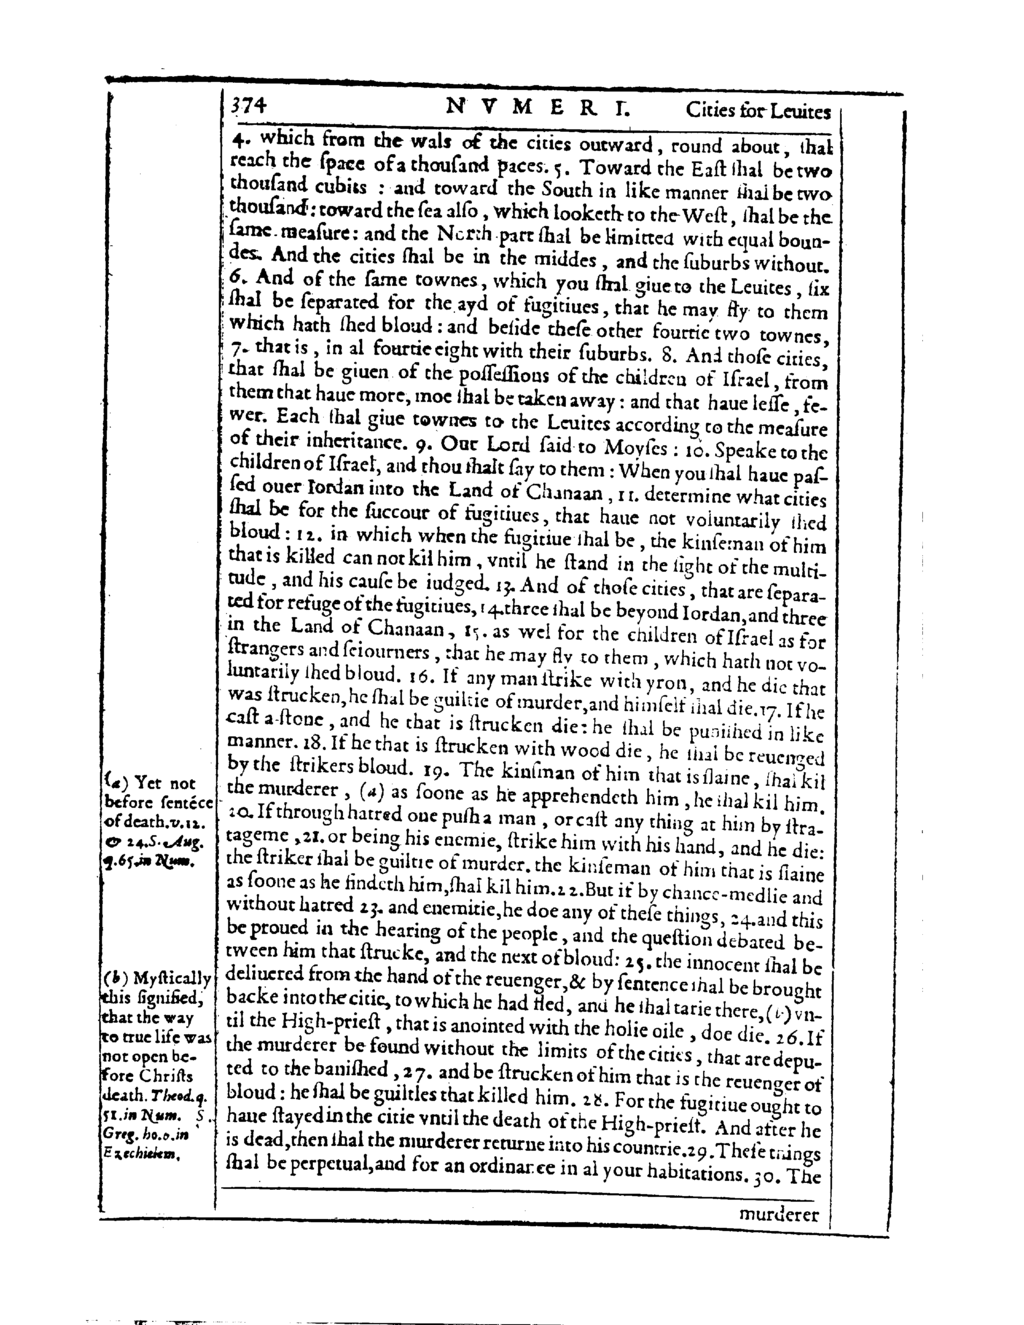 374 NVMERI. Cities for Leuites
4. which from the wals of the cities outward, round about, ſhal
reach the ſpace of a thouſand paces. 5. Toward the Eaſt ſhal be two
thouſand cubits : and toward the South in like manner ſhal be two
thouſand: toward the ſea alſo, which looketh to the Weſt, ſhal be the
ſame meaſure: and the North part ſhal be limitted with equal boun-
des. And the cities ſhal be in the middes, and the ſuburbs without.
6. And of the ſame townes, which you ſhal giue to the Leuites, ſix
ſhal be ſeparated for the ayd of fugitiues, that he may fly to them
which hath ſhed bloud: and beſide theſe other fourtie two townes,
7. that is, in al fourtie eight with their ſuburbs. 8. And thoſe cities,
that ſhal be giuen of the poſſeſſions of the children of Iſrael, from
them that haue more, moe ſhal be taken away: and that haue leſſe, fe-
wer. Each ſhal giue townes to the Leuites according to the meaſure
of their inheritance. 9. Our Lord ſaid to Moyſes: 10. Speake to the
children of Iſrael, and thou ſhalt ſay to them: When you ſhal haue paſ-
ſed ouer Iordan into the Land of Chanaan, 11. determine what cities
ſhal be for the ſuccour of fugitiues, that haue not voluntarily ſhed
bloud: 12. in which when the fugitiue ſhal be, the kinſeman of him
that is killed can not kil him, vntil he ſtand in the ſight of the multi-
tude, and his cauſe be iudged. 13. And of thoſe cities, that are ſepara-
ted for refuge of the fugitiues, 14. three ſhal be beyond Iordan, and three
in the Land of Chanaan, 15. as wel for the children of Iſrael as for
ſtrangers and ſeiourners, that he may fly to them, which hath not vo-
luntarily ſhed bloud. 16. If any man ſtrike with yron, and he die that
was ſtrucken, he ſhal be guiltie of murder, and himſelf ſhal die. 17. If he
caſt a ſtone, and he that is ſtrucken die: he ſhal be puniſhed in like
manner. 18. If he that is ſtrucken with wood die, he ſhal be reuenged
by the ſtrikers bloud. 19. The kinſman of him that is ſlaine, ſhal kil
the murderer, (a) as ſoone as he apprehendeth him, he ſhal kil him.
20. If through hatred one puſh a man, or caſt any thing at him by ſtra-
tageme, 21. or being his enemie, ſtrike him with his hand, and he die:
the ſtriker ſhal be guiltie of murder. the kinſeman of him that is ſlaine
as ſoone as he findeth him, ſhal kil him. 22. But if by chance-medlie and
without hatred 23. and enemitie, he doe any of theſe things, 24. and this
be proued in the hearing of the people, and the queſtion debated be-
tween him that ſtrucke, and the next of bloud: 25. the innocent ſhal be
deliuered from the hand of the reuenger, & by ſentence ſhal be brought
backe into the citie, to which he had fled, and he ſhal tarie there, (b) vn-
til the High-prieſt, that is anointed with the holie oile, doe die. 26. If
the murderer be found without the limits of the cities, that are depu-
ted to the baniſhed, 27. and be ſtrucken of him that is the reuenger of
bloud: he ſhal be guiltles that killed him. 28. For the fugitiue ought to
haue ſtayed in the citie vntil the death of the High-prieſt. And after he
is dead, then ſhal the murderer returne into his countrie. 29. Theſe things
ſhal be perpetual, and for an ordinance in al your habitations. 30. The
murderer
(a) Yet not
before ſentēce
of death. v. 12.
& 24. S. Aug.
q. 65. in Num.
(b) Myſtically
this ſignified,
that the way
to true life was
not open be-
fore Chriſts
death. Theod. q.
51. in Num. S.
Greg. ho. 6. in
Ezechielem.